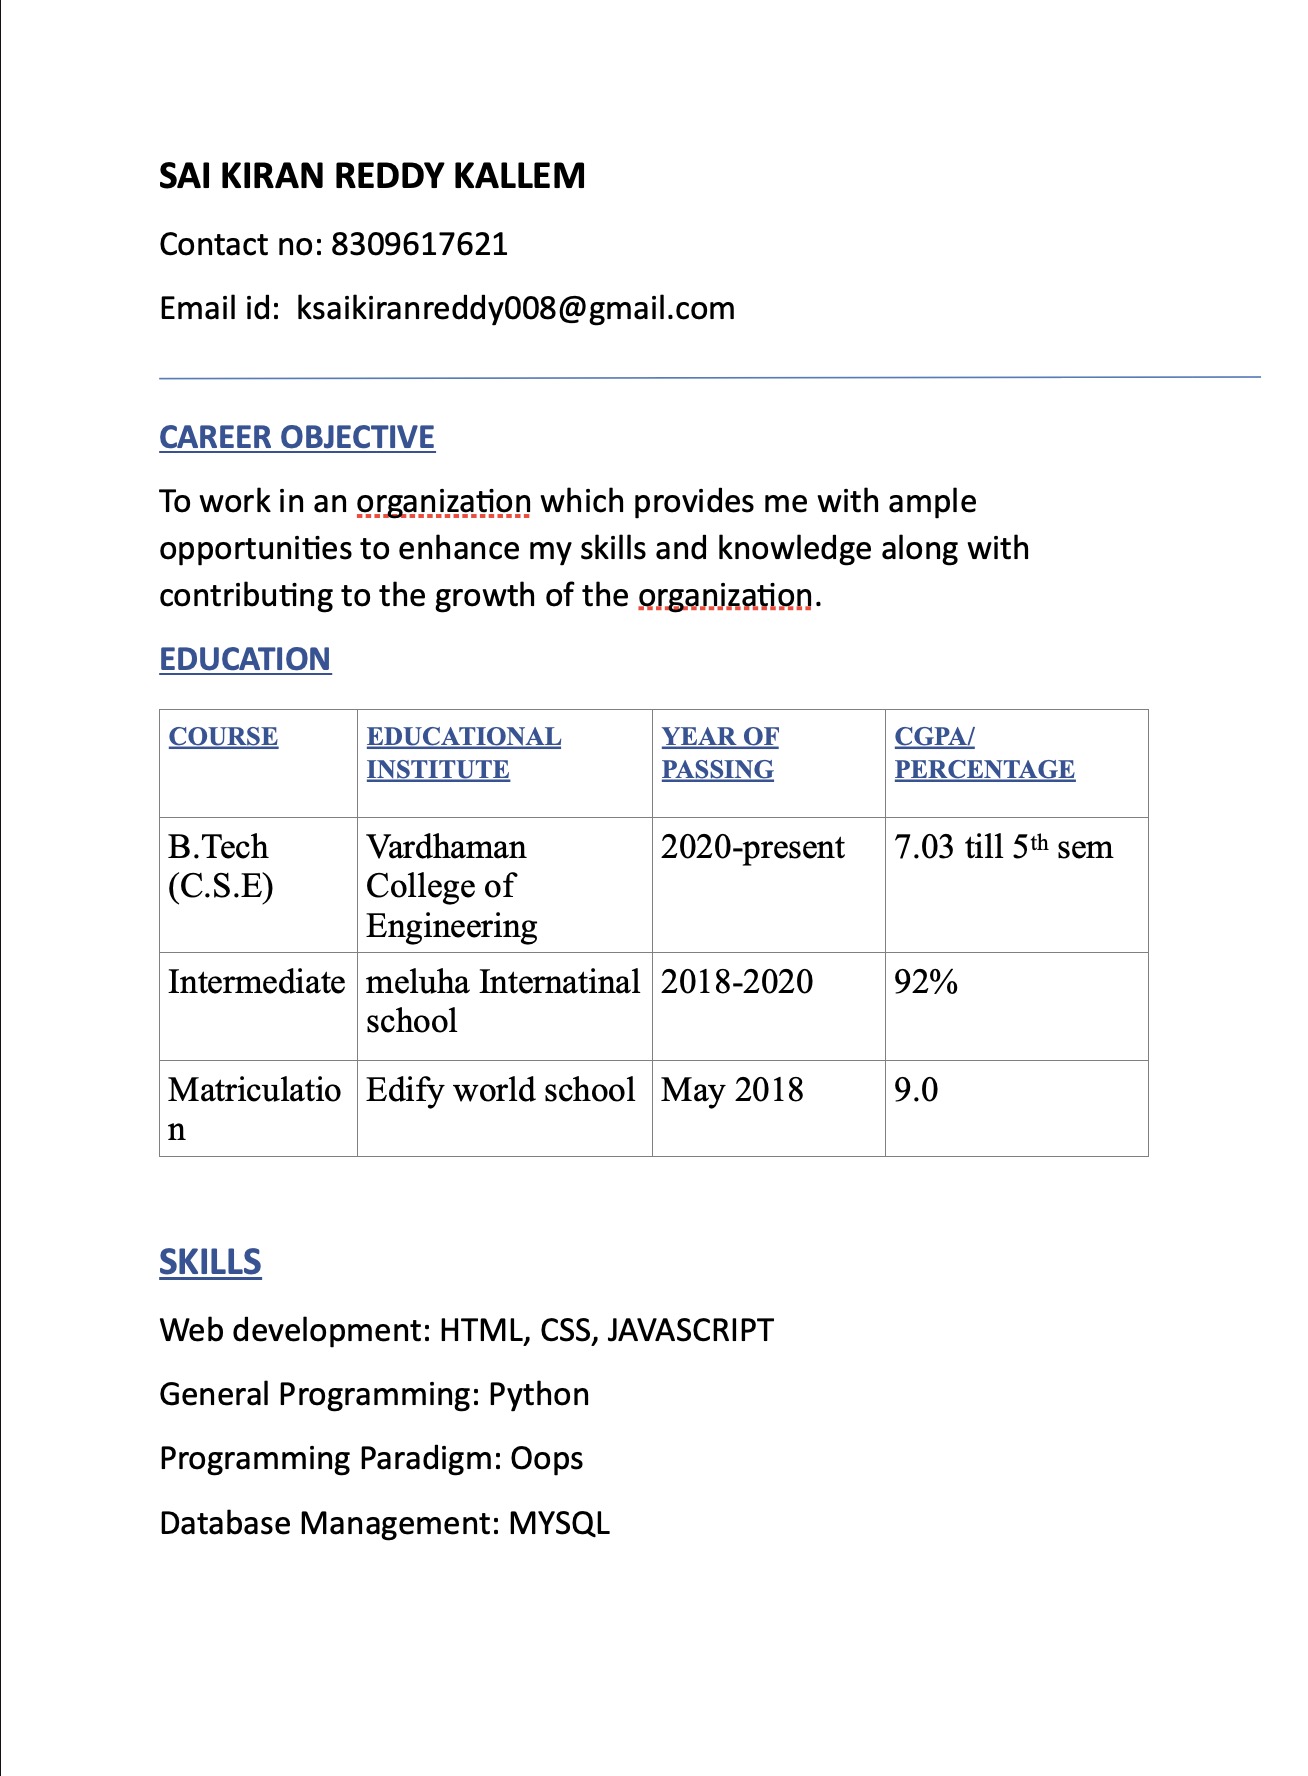 SAI KIRAN REDDY KALLEM
Contact no: 8309617621
Email id:  ksaikiranreddy008@gmail.com
CAREER OBJECTIVE
To work in an organization which provides me with ample
opportunities to enhance my skills and knowledge along with
contributing to the growth of the organization.
EDUCATION
COURSE EDUCATIONAL INSTITUTE YEAR OF PASSING CGPA/ PERCENTAGE
B.Tech (C.S.E) Vardhaman College of Engineering 2020-present 7.03 till 5th sem
Intermediate meluha Internatinal school 2018-2020 92%
Matriculation Edify world school May 2018 9.0
SKILLS
Web development: HTML, CSS, JAVASCRIPT
General Programming: Python
Programming Paradigm: Oops
Database Management: MYSQL